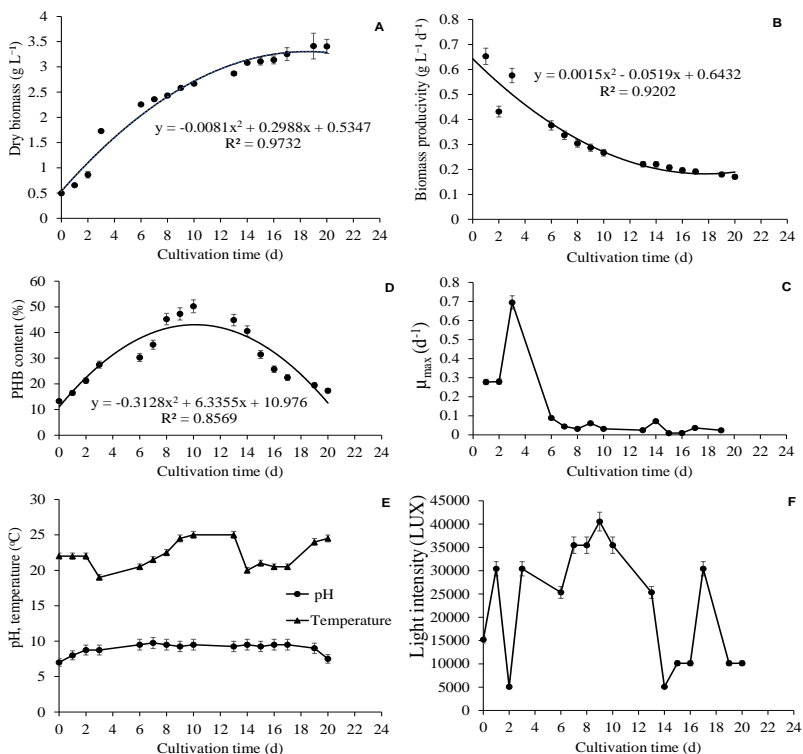 A
Dry biomass (g L⁻¹)
4
3.5
3
2.5
2
1.5
1
0.5
0
y = -0.0081x² + 0.2988x + 0.5347
R² = 0.9732
0 2 4 6 8 10 12 14 16 18 20 22 24
Cultivation time (d)
B
Biomass producivity (g L⁻¹ d⁻¹)
0.8
0.7
0.6
0.5
0.4
0.3
0.2
0.1
0
y = 0.0015x² - 0.0519x + 0.6432
R² = 0.9202
0 2 4 6 8 10 12 14 16 18 20 22 24
Cultivation time (d)
D
PHB content (%)
60
50
40
30
20
10
0
y = -0.3128x² + 6.3355x + 10.976
R² = 0.8569
0 2 4 6 8 10 12 14 16 18 20 22 24
Cultivation time (d)
C
μmax (d⁻¹)
0.8
0.7
0.6
0.5
0.4
0.3
0.2
0.1
0
0 2 4 6 8 10 12 14 16 18 20 22 24
Cultivation time (d)
E
pH, temperature (°C)
30
25
20
15
10
5
0
pH
Temperature
0 2 4 6 8 10 12 14 16 18 20 22 24
Cultivation time (d)
F
Light intensity (LUX)
45000
40000
35000
30000
25000
20000
15000
10000
5000
0
0 2 4 6 8 10 12 14 16 18 20 22 24
Cultivation time (d)